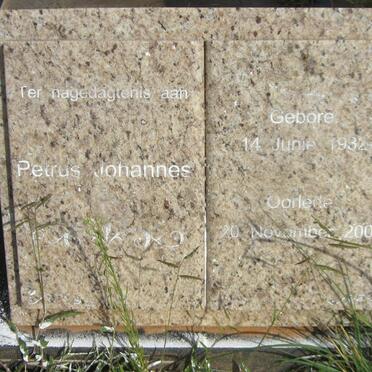 Ter nagedagtenis aan
Petrus Johannes
Gebore
14 Junie 1932
Oorlede
20 November 200